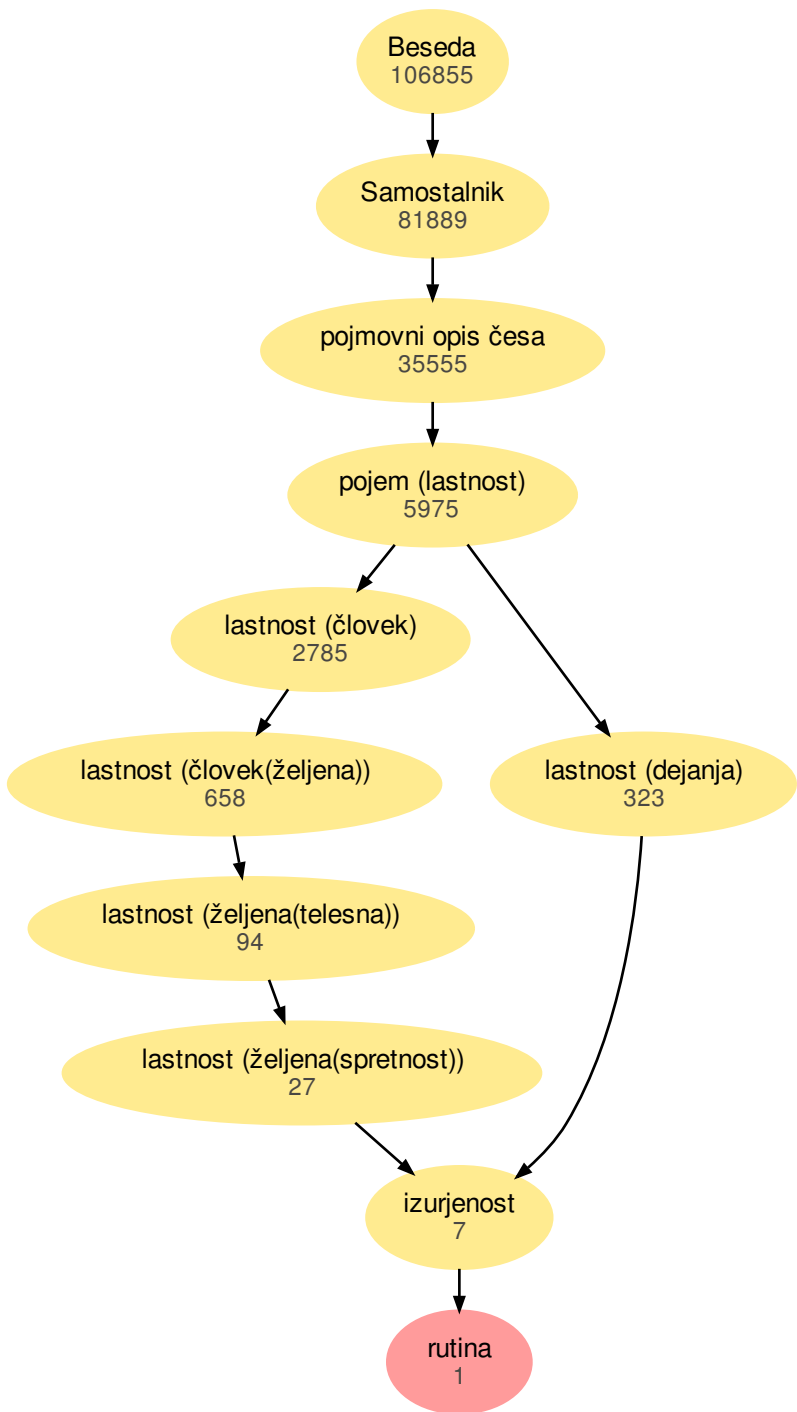 Beseda
106855
Samostalnik
81889
pojmovni opis česa
35555
pojem (lastnost)
5975
lastnost (človek)
2785
lastnost (človek(željena))
658
lastnost (dejanja)
323
lastnost (željena(telesna))
94
lastnost (željena(spretnost))
27
izurjenost
7
rutina
1